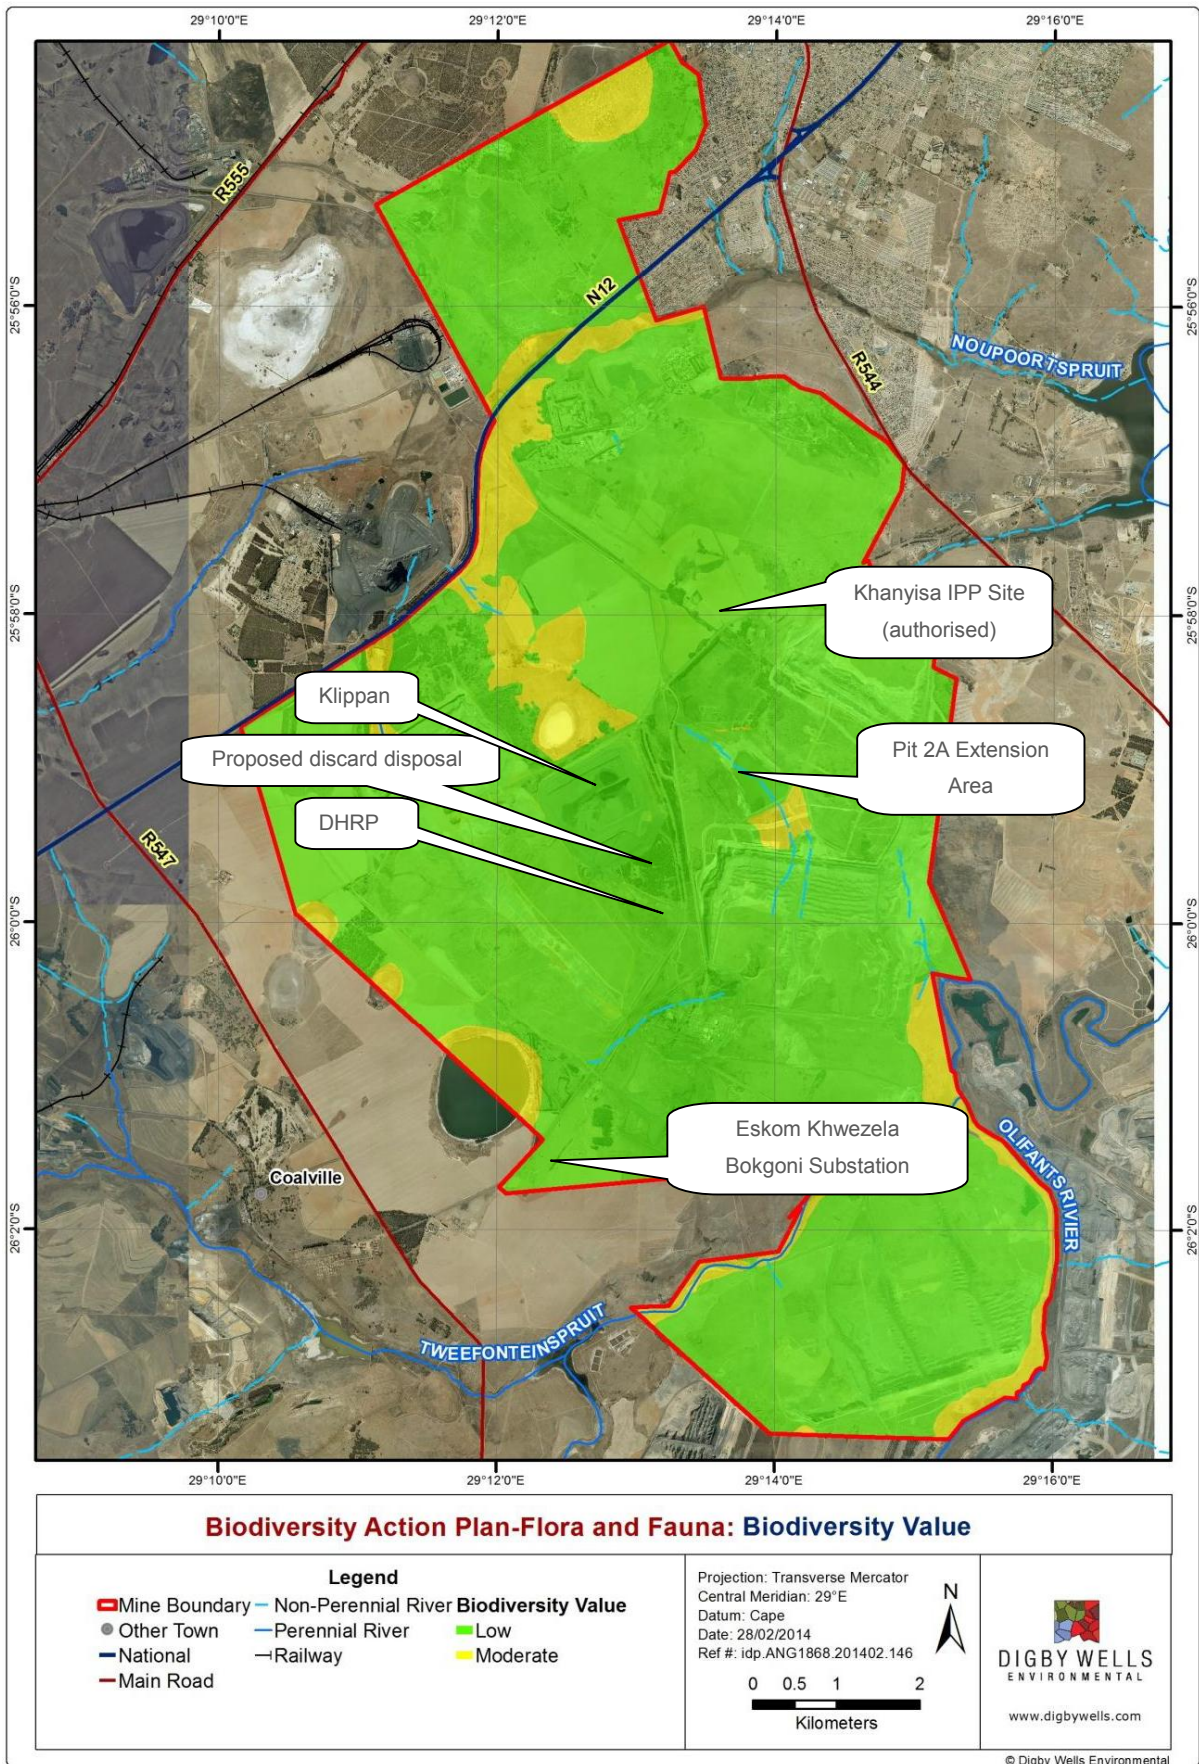 29°10'0"E
29°12'0"E
29°14'0"E
29°16'0"E
R555
N12
25°56'0"S
25°56'0"S
NOUPOORTSPRUIT
R544
Khanyisa IPP Site
(authorised)
25°58'0"S
25°58'0"S
Klippan
Proposed discard disposal
Pit 2A Extension
Area
DHRP
R547
26°0'0"S
26°0'0"S
Eskom Khwezela
Bokgoni Substation
OLIFANTSRIVIER
Coalville
26°2'0"S
26°2'0"S
TWEEFONTEINSPRUIT
29°10'0"E
29°12'0"E
29°14'0"E
29°16'0"E
Biodiversity Action Plan-Flora and Fauna: Biodiversity Value
Legend
Mine Boundary
Other Town
National
Main Road
Non-Perennial River
Perennial River
Railway
Biodiversity Value
Low
Moderate
Projection: Transverse Mercator
Central Meridian: 29°E
Datum: Cape
Date: 28/02/2014
Ref #: idp.ANG1868.201402.146
N
0 0.5 1 2
Kilometers
DIGBY WELLS
ENVIRONMENTAL
www.digbywells.com
© Digby Wells Environmental